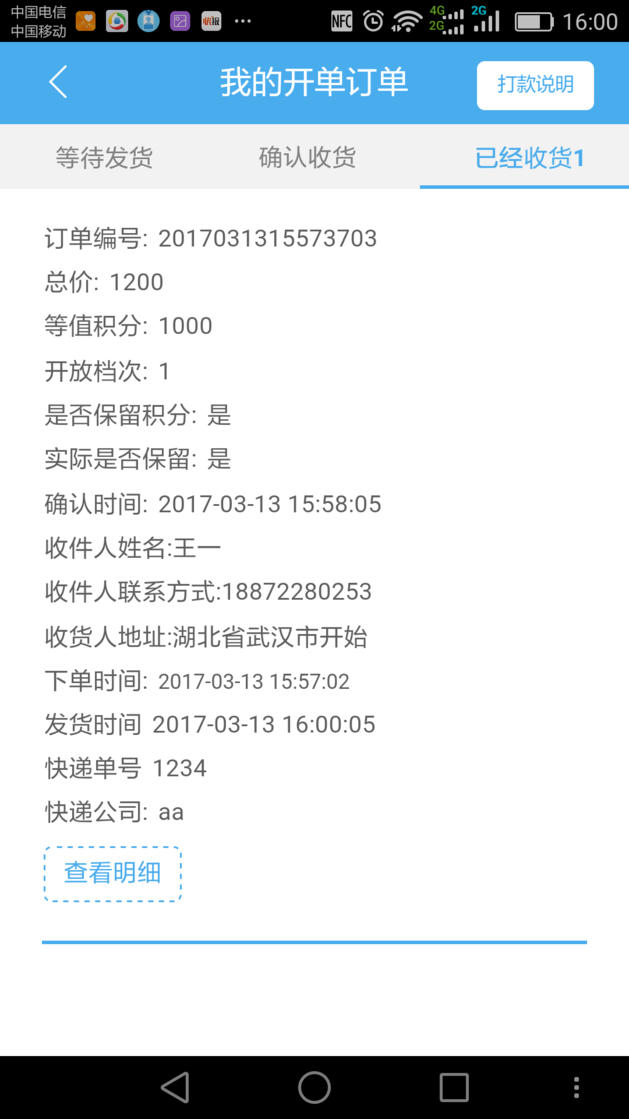 中国电信
中国移动
快报
NFC
4G
2G
2G
16:00
我的开单订单
打款说明
等待发货
确认收货
已经收货1
订单编号: 2017031315573703
总价: 1200
等值积分: 1000
开放档次: 1
是否保留积分: 是
实际是否保留: 是
确认时间: 2017-03-13 15:58:05
收件人姓名:王一
收件人联系方式:18872280253
收货人地址:湖北省武汉市开始
下单时间: 2017-03-13 15:57:02
发货时间 2017-03-13 16:00:05
快递单号 1234
快递公司: aa
查看明细